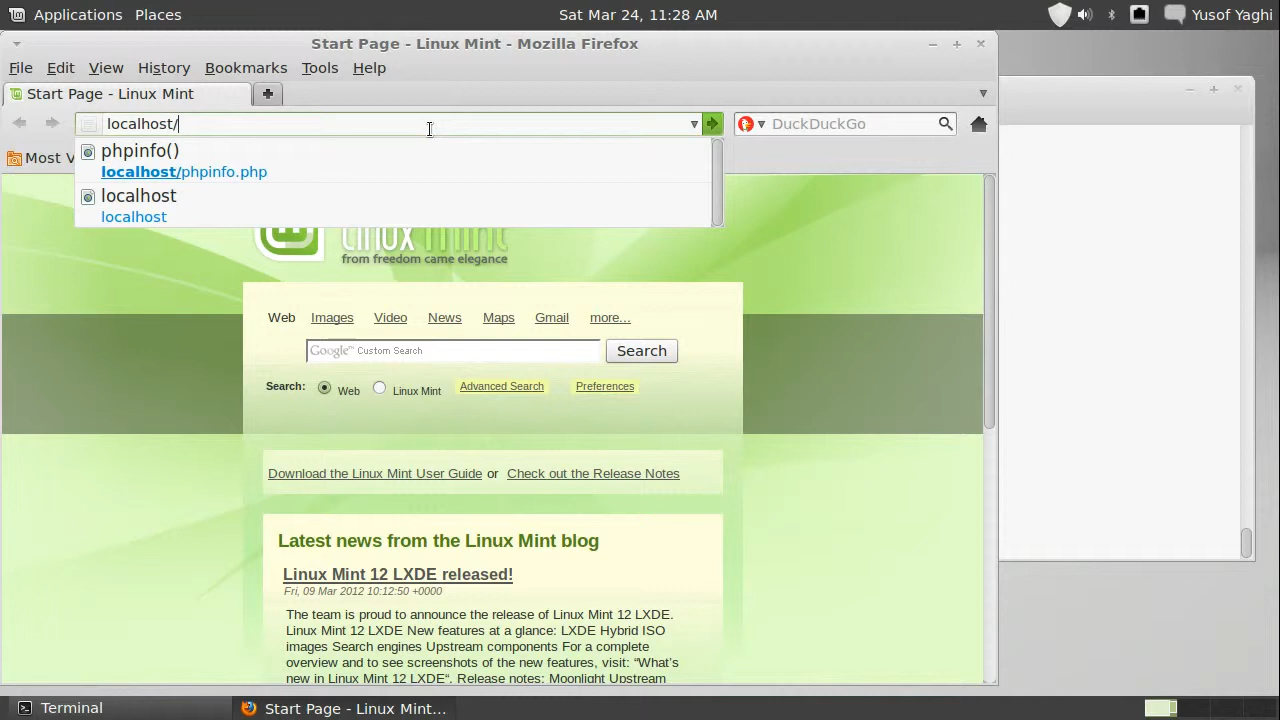 Applications Places Sat Mar 24, 11:28 AM Yusof Yaghi
Start Page - Linux Mint - Mozilla Firefox
File Edit View History Bookmarks Tools Help
Start Page - Linux Mint
localhost/ DuckDuckGo
phpinfo()
localhost/phpinfo.php
localhost
localhost
Most V
Linux Mint
from freedom came elegance
Web Images Video News Maps Gmail more...
Google™ Custom Search Search
Search: Web Linux Mint Advanced Search Preferences
Download the Linux Mint User Guide or Check out the Release Notes
Latest news from the Linux Mint blog
Linux Mint 12 LXDE released!
Fri, 09 Mar 2012 10:12:50 +0000
The team is proud to announce the release of Linux Mint 12 LXDE.
Linux Mint 12 LXDE New features at a glance: LXDE Hybrid ISO
images Search engines Upstream components For a complete
overview and to see screenshots of the new features, visit: “What’s
new in Linux Mint 12 LXDE“. Release notes: Moonlight Upstream
Terminal Start Page - Linux Mint...